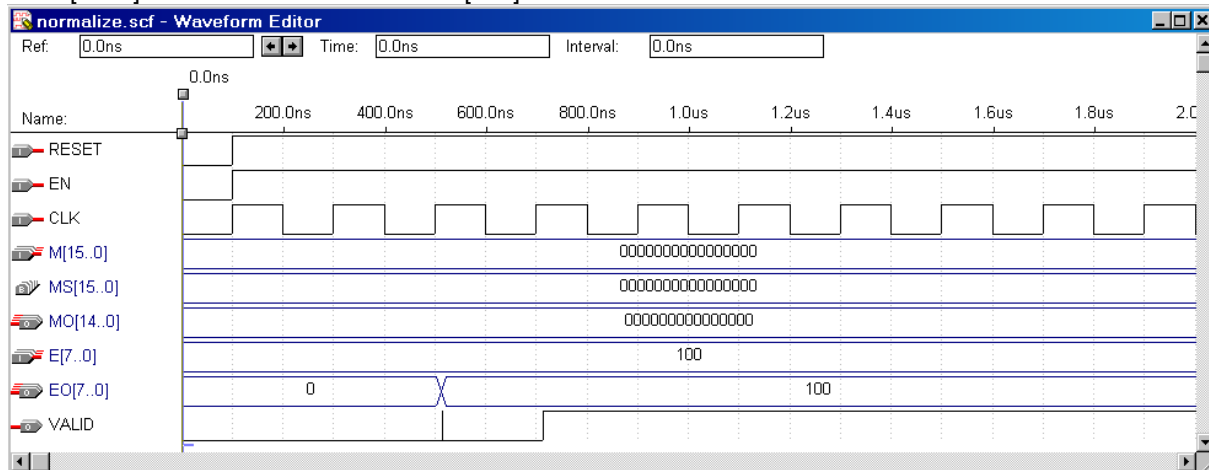 normalize.scf - Waveform Editor
Ref: 0.0ns Time: 0.0ns Interval: 0.0ns
0.0ns
Name: 200.0ns 400.0ns 600.0ns 800.0ns 1.0us 1.2us 1.4us 1.6us 1.8us 2.0
RESET
EN
CLK
M[15..0] 0000000000000000
MS[15..0] 0000000000000000
MO[14..0] 000000000000000
E[7..0] 100
EO[7..0] 0 100
VALID